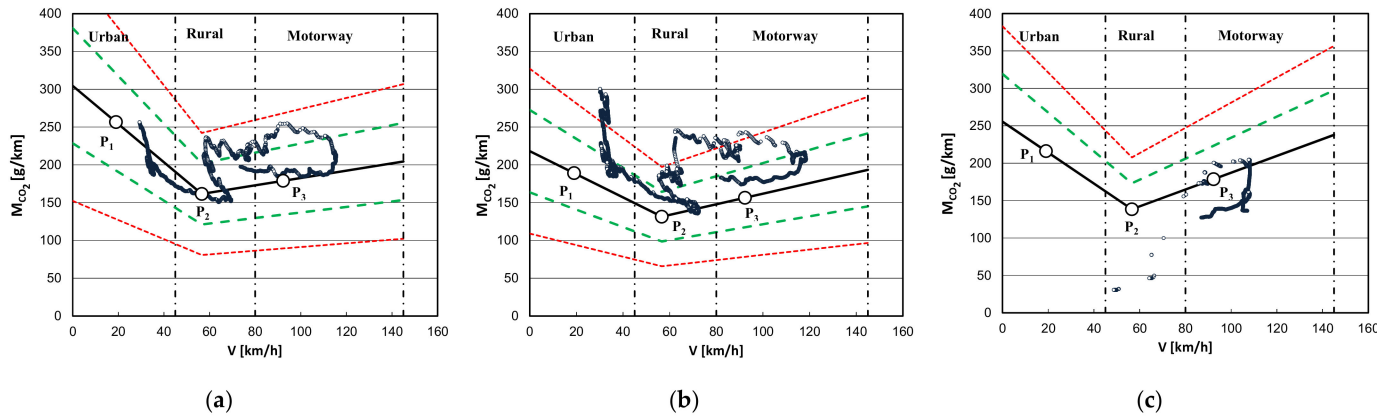 400
350
300
250
200
150
100
50
0
M_CO₂ [g/km]
Urban
Rural
Motorway
P₁
P₂
P₃
0 20 40 60 80 100 120 140 160
V [km/h]
(a)
400
350
300
250
200
150
100
50
0
M_CO₂ [g/km]
Urban
Rural
Motorway
P₁
P₂
P₃
0 20 40 60 80 100 120 140 160
V [km/h]
(b)
400
350
300
250
200
150
100
50
0
M_CO₂ [g/km]
Urban
Rural
Motorway
P₁
P₂
P₃
0 20 40 60 80 100 120 140 160
V [km/h]
(c)